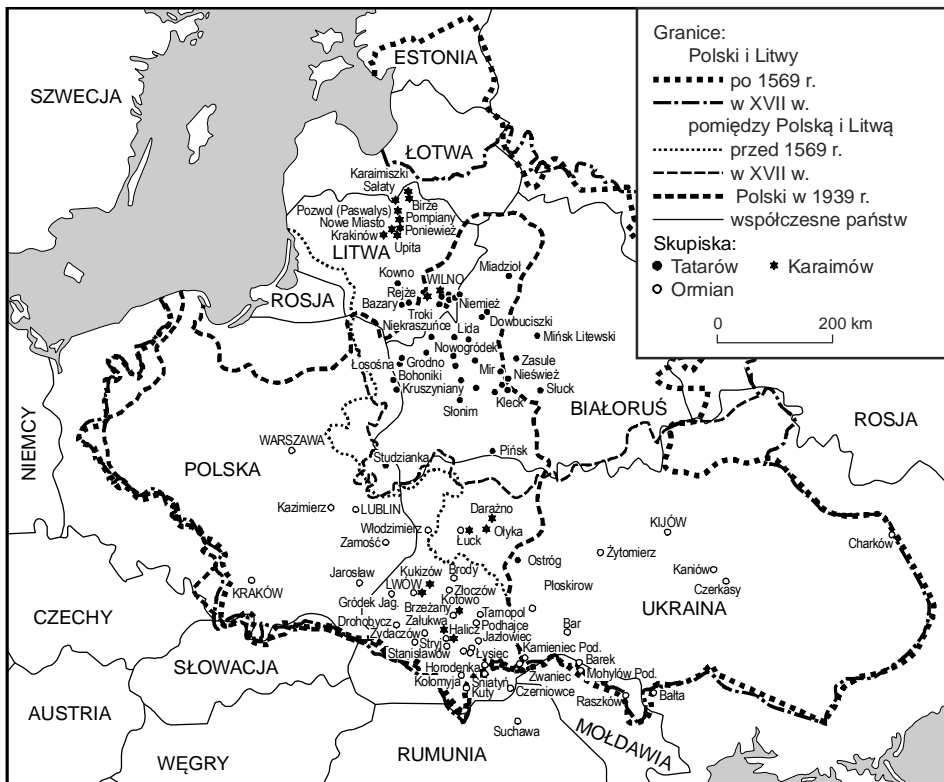 Granice:
Polski i Litwy
po 1569 r.
w XVII w.
pomiędzy Polską i Litwą
przed 1569 r.
w XVII w.
Polski w 1939 r.
współczesne państw
Skupiska:
Tatarów
Karaimów
Ormian
0 200 km
SZWECJA
ESTONIA
ŁOTWA
Karaimiszki
Sałaty
Birże
Pozwol (Paswalys)
Pompiany
Nowe Miasto
Poniewież
Krakinów
Upita
LITWA
Kowno
WILNO
Miadzioł
Rejże
ROSJA
Bazary
Niemież
Troki
Dowbuciszki
Niekraszuńce
Lida
Mińsk Litewski
Nowogródek
Zasule
Łosośna
Grodno
Mir
Bohoniki
Nieśwież
Kruszyniany
Kleck
Słuck
Słonim
BIAŁORUŚ
ROSJA
NIEMCY
WARSZAWA
POLSKA
Studzianka
Pińsk
Kazimierz
LUBLIN
Darażno
Włodzimierz
Łuck
Ołyka
KIJÓW
Charków
Zamość
Ostróg
Żytomierz
Jarosław
Kukizów
Brody
Płoskirow
Kaniów
KRAKÓW
LWÓW
Złoczów
Czerkasy
Gródek Jag.
Kotowo
UKRAINA
Brzeżany
Tarnopol
Drohobycz
Załukwa
Podhajce
CZECHY
Żydaczów
Halicz
Jazłowiec
Bar
Stryj
Stanisławów
Łysiec
Kamieniec Pod.
SŁOWACJA
Horodenka
Żwaniec
Barek
Kołomyja
Śniatyń
Mohylów Pod.
Kuty
Czerniowce
Raszków
Bałta
AUSTRIA
Suchawa
MOŁDAWIA
WĘGRY
RUMUNIA